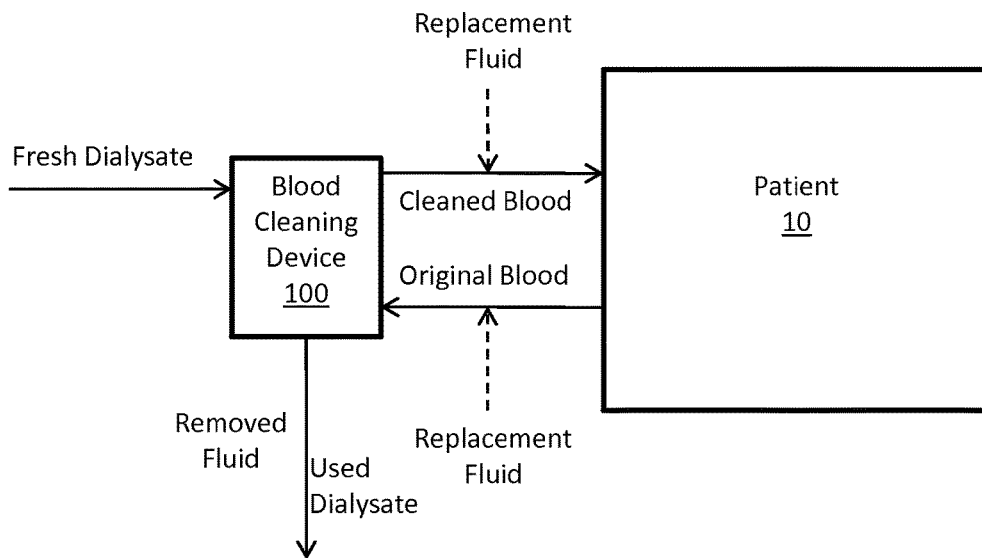 Replacement
Fluid
Fresh Dialysate
Blood
Cleaning
Device
100
Cleaned Blood
Original Blood
Patient
10
Removed
Fluid
Used
Dialysate
Replacement
Fluid